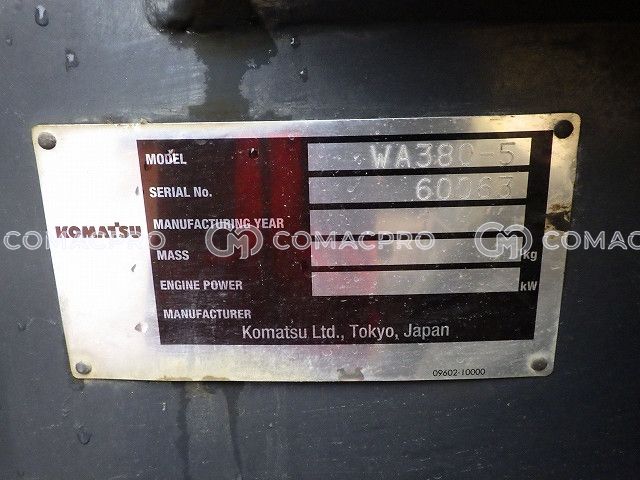 MODEL WA380-5
SERIAL No. 60063
MANUFACTURING YEAR
KOMATSU
COMACPRO COMACPRO COMACPRO
MASS kg
ENGINE POWER kW
MANUFACTURER
Komatsu Ltd., Tokyo, Japan
09602-10000